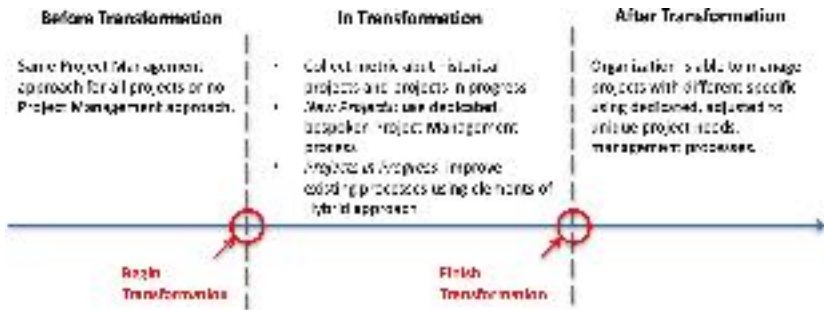 Before Transformation
Same Project Management
approach for all projects or no
Project Management approach.
In Transformation
• Collect metric about historical
projects and projects in progress
• New Projects: use dedicated,
bespoken Project Management
process
• Projects in Progress: improve
existing processes using elements of
Hybrid approach
After Transformation
Organization is able to manage
projects with different specific
using dedicated, adjusted to
unique project needs,
management processes.
Begin
Transformation
Finish
Transformation